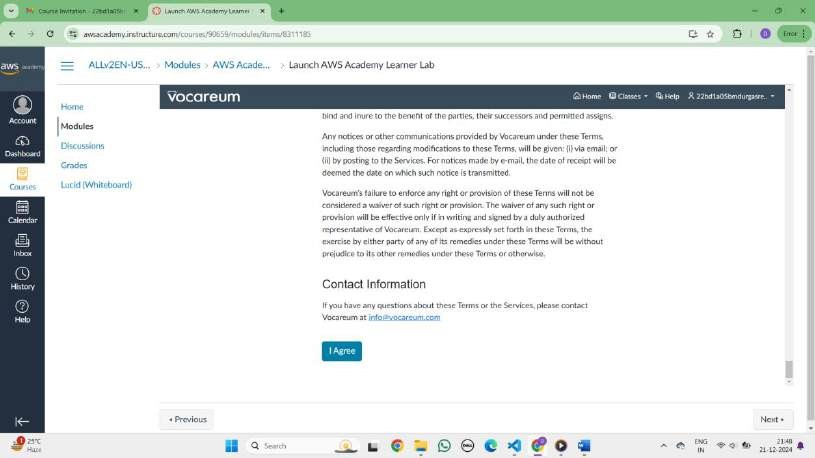 Course Invitation - 22bd1a05b
Launch AWS Academy Learner
awsacademy.instructure.com/courses/90659/modules/items/8311185
D
Error
aws academy
ALLv2EN-US... > Modules > AWS Acade... > Launch AWS Academy Learner Lab
Account
Dashboard
Courses
Calendar
Inbox
History
Help
Home
Modules
Discussions
Grades
Lucid (Whiteboard)
Vocareum
Home Classes Help 22bd1a05bmdurgasre..
bind and inure to the benefit of the parties, their successors and permitted assigns.
Any notices or other communications provided by Vocareum under these Terms,
including those regarding modifications to these Terms, will be given: (i) via email; or
(ii) by posting to the Services. For notices made by e-mail, the date of receipt will be
deemed the date on which such notice is transmitted.
Vocareum's failure to enforce any right or provision of these Terms will not be
considered a waiver of such right or provision. The waiver of any such right or
provision will be effective only if in writing and signed by a duly authorized
representative of Vocareum. Except as expressly set forth in these Terms, the
exercise by either party of any of its remedies under these Terms will be without
prejudice to its other remedies under these Terms or otherwise.
Contact Information
If you have any questions about these Terms or the Services, please contact
Vocareum at info@vocareum.com
I Agree
Previous
Next
1
25°C
Haze
Search
DELL
ENG
IN
21:48
21-12-2024